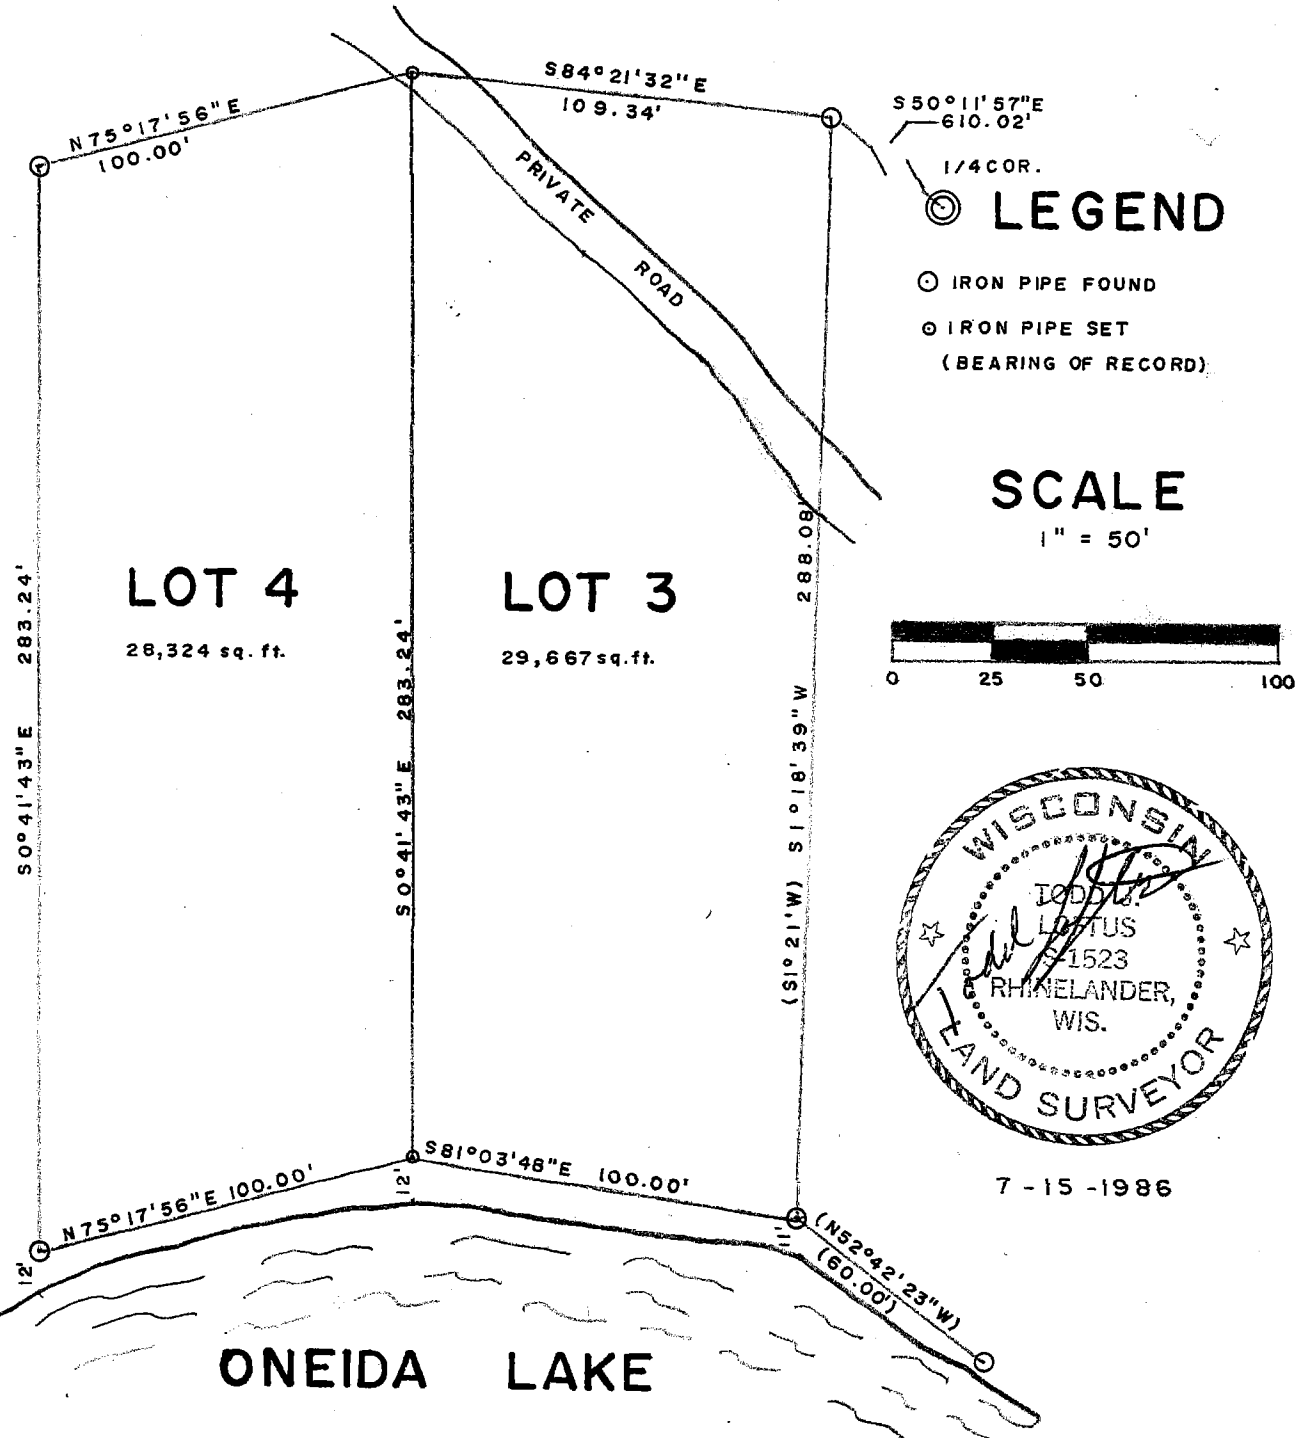 S84°21'32"E
109.34'
N75°17'56"E
100.00'
S50°11'57"E
610.02'
1/4 COR.
PRIVATE ROAD
LEGEND
IRON PIPE FOUND
IRON PIPE SET
(BEARING OF RECORD)
SCALE
1" = 50'
0 25 50 100
LOT 4
28,324 sq. ft.
LOT 3
29,667 sq. ft.
S0°41'43"E 283.24'
S0°41'43"E 283.24'
(S1°21'W) S1°18'39"W 288.08'
WISCONSIN
TODD
LOFTUS
S-1523
RHINELANDER,
WIS.
LAND SURVEYOR
7-15-1986
S81°03'48"E 100.00'
N75°17'56"E 100.00'
12'
12'
11'
(N52°42'23"W)
(60.00')
ONEIDA LAKE